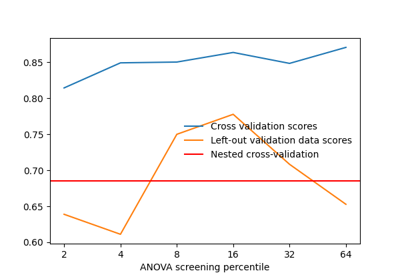 0.85
0.80
0.75
0.70
0.65
0.60
Cross validation scores
Left-out validation data scores
Nested cross-validation
2 4 8 16 32 64
ANOVA screening percentile